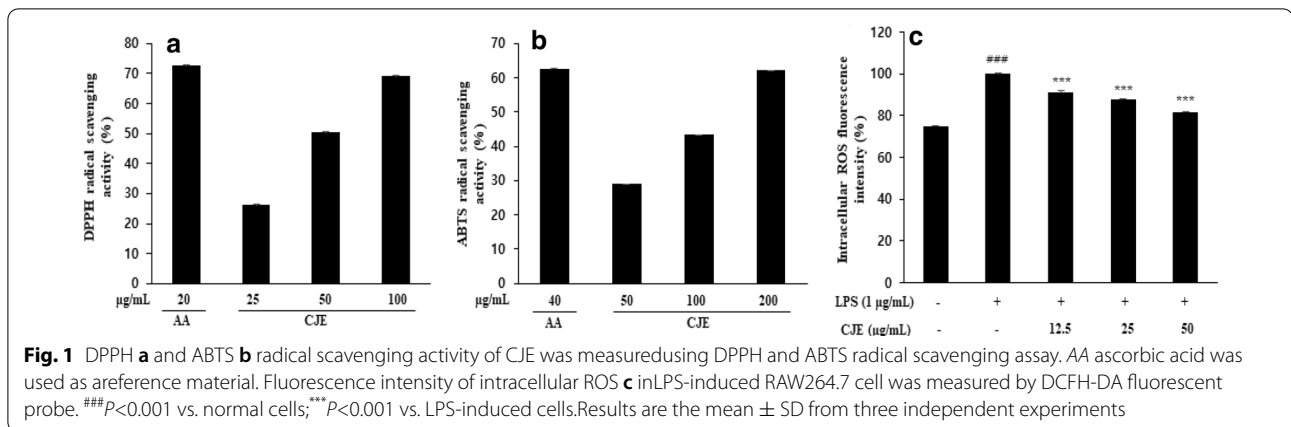 a
80
70
60
50
40
30
20
10
0
DPPH radical scavenging
activity (%)
µg/mL
20
25
50
100
AA
CJE
b
70
60
50
40
30
20
10
0
ABTS radical scavenging
activity (%)
µg/mL
40
50
100
200
AA
CJE
c
120
100
80
60
40
20
0
Intracellular ROS fluorescence
intensity (%)
###
***
***
***
LPS (1 µg/mL) - + + + +
CJE (µg/mL) - - 12.5 25 50
Fig. 1 DPPH a and ABTS b radical scavenging activity of CJE was measuredusing DPPH and ABTS radical scavenging assay. AA ascorbic acid was
used as areference material. Fluorescence intensity of intracellular ROS c inLPS-induced RAW264.7 cell was measured by DCFH-DA fluorescent
probe. ###P<0.001 vs. normal cells;***P<0.001 vs. LPS-induced cells.Results are the mean ± SD from three independent experiments